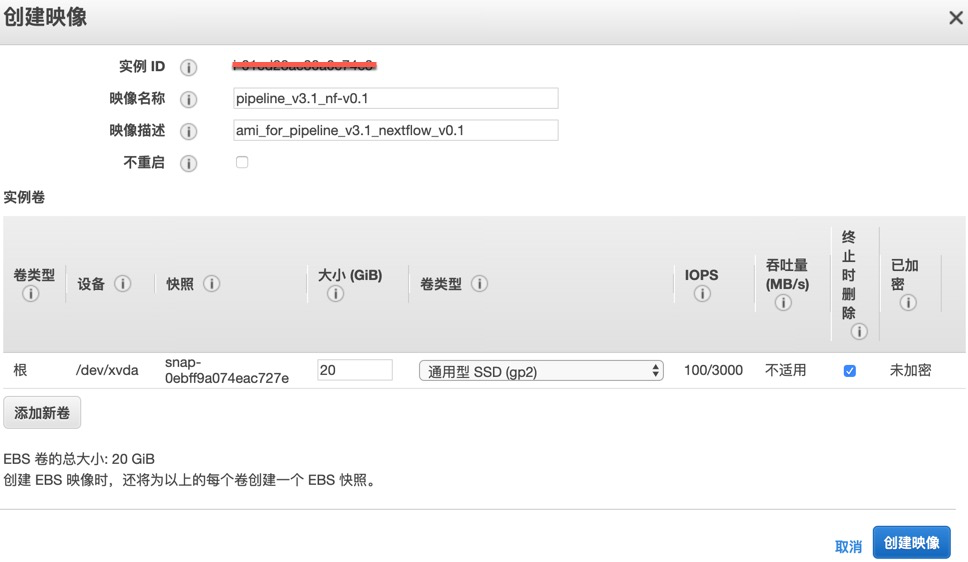 创建映像
实例 ID
映像名称 pipeline_v3.1_nf-v0.1
映像描述 ami_for_pipeline_v3.1_nextflow_v0.1
不重启
实例卷
卷类型 设备 快照 大小 (GiB) 卷类型 IOPS 吞吐量 (MB/s) 终止时删除 已加密
根 /dev/xvda snap-0ebff9a074eac727e 20 通用型 SSD (gp2) 100/3000 不适用 未加密
添加新卷
EBS 卷的总大小: 20 GiB
创建 EBS 映像时，还将为以上的每个卷创建一个 EBS 快照。
取消 创建映像